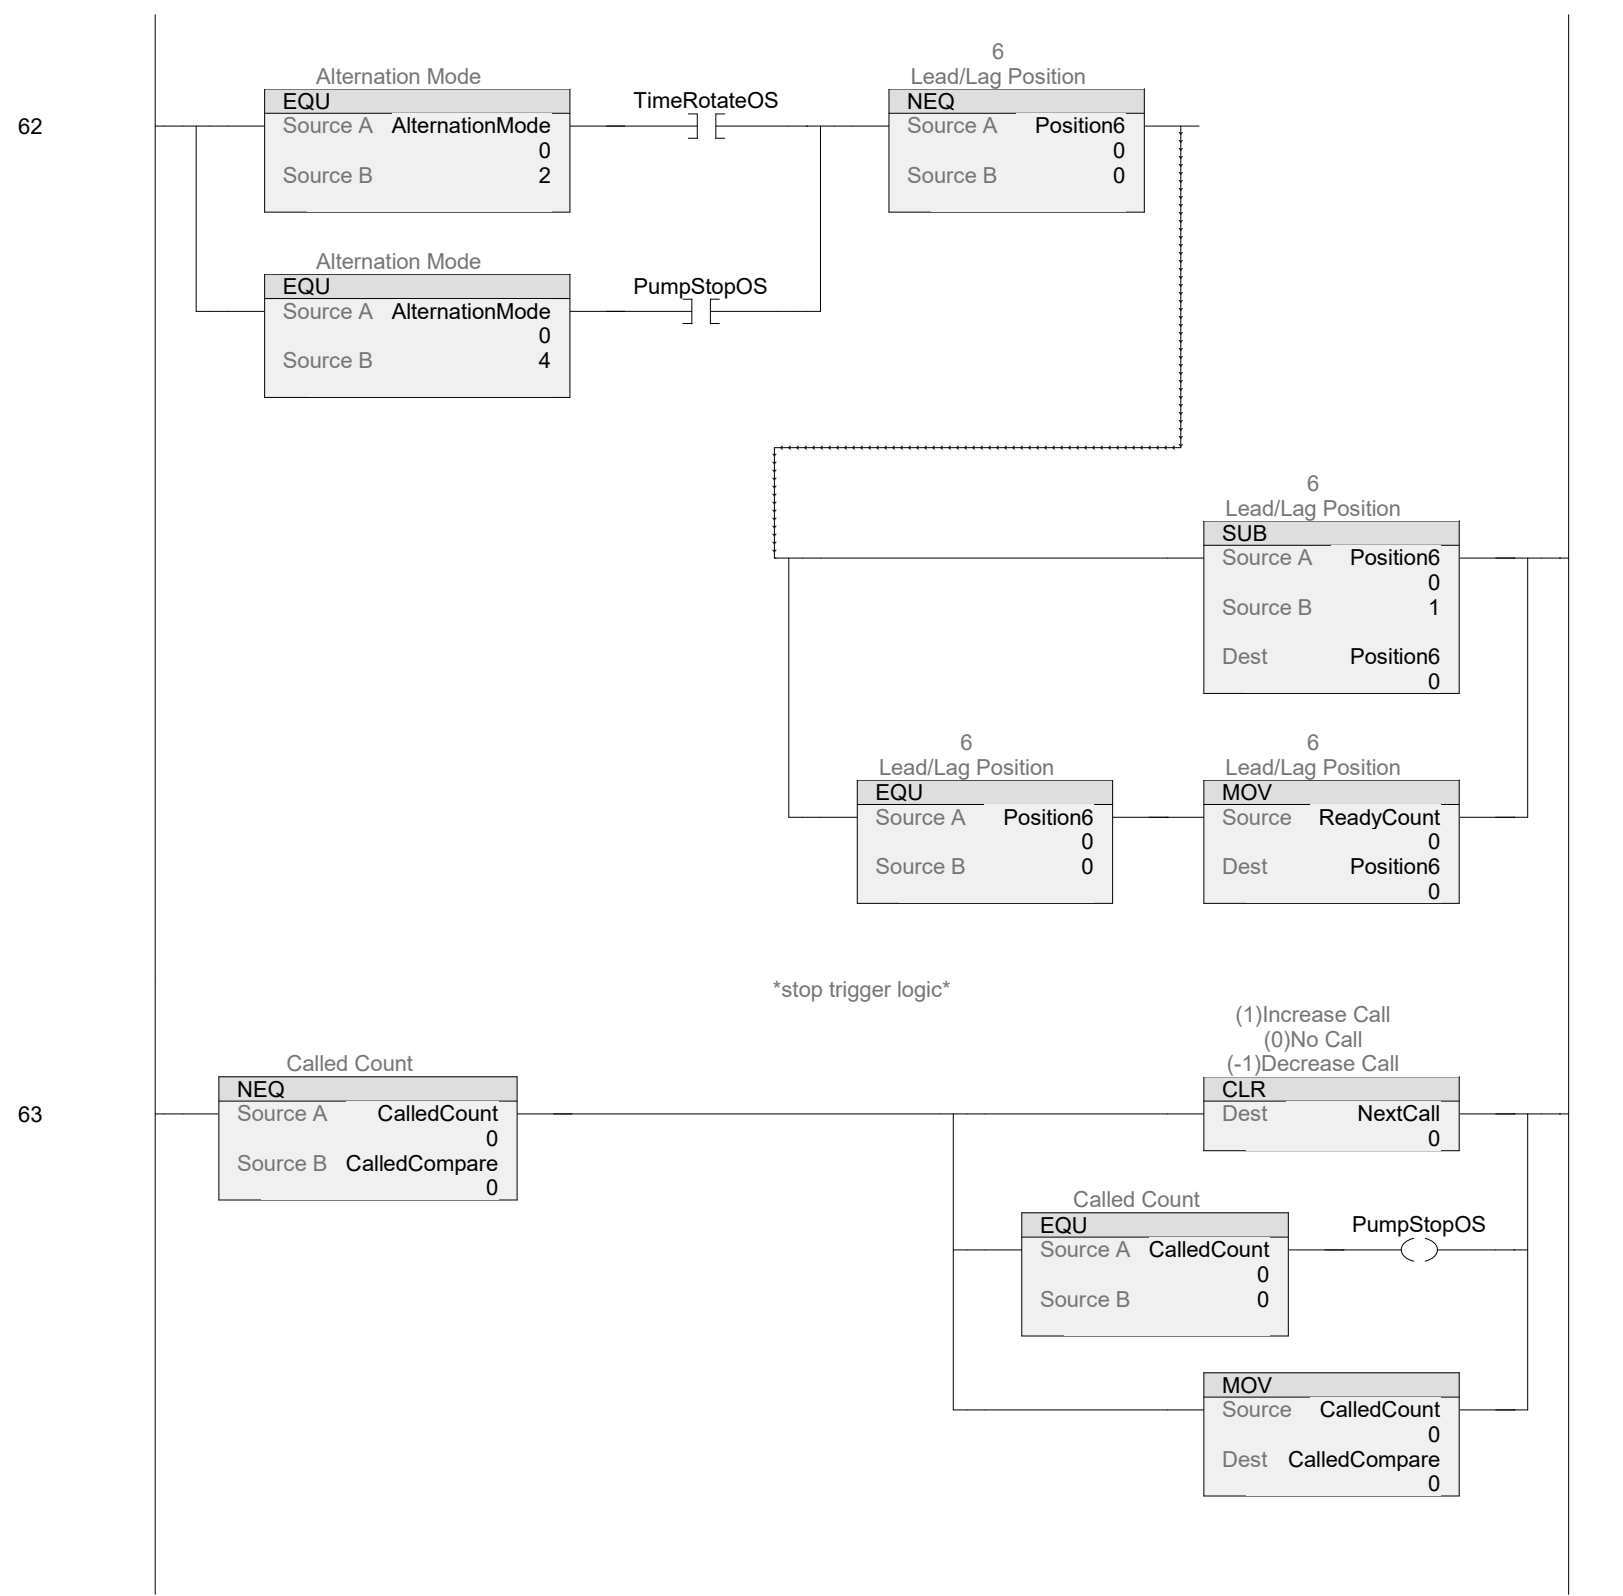 6
Alternation Mode
Lead/Lag Position
EQU
TimeRotateOS
NEQ
62
Source A AlternationMode
0
Source B 2
Source A Position6
0
Source B 0
Alternation Mode
EQU
PumpStopOS
Source A AlternationMode
0
Source B 4
6
Lead/Lag Position
SUB
Source A Position6
0
Source B 1
Dest Position6
0
6
Lead/Lag Position
EQU
Source A Position6
0
Source B 0
6
Lead/Lag Position
MOV
Source ReadyCount
0
Dest Position6
0
*stop trigger logic*
(1)Increase Call
(0)No Call
(-1)Decrease Call
Called Count
NEQ
CLR
63
Source A CalledCount
0
Source B CalledCompare
0
Dest NextCall
0
Called Count
EQU
PumpStopOS
Source A CalledCount
0
Source B 0
MOV
Source CalledCount
0
Dest CalledCompare
0